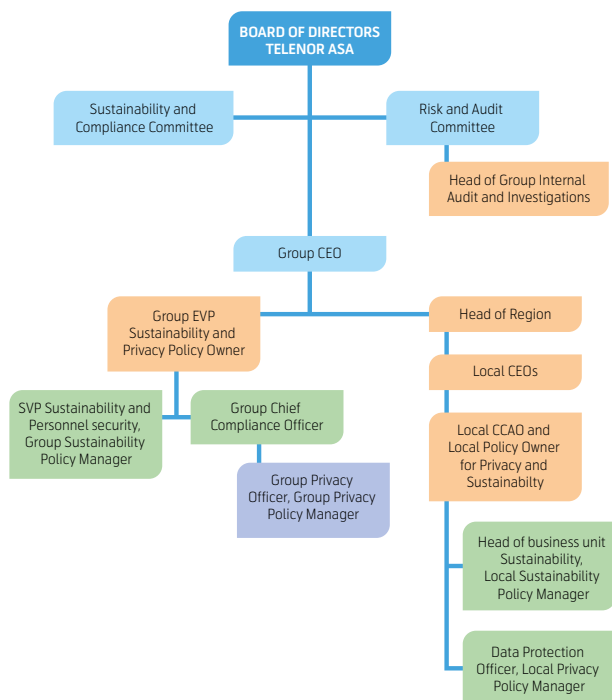 BOARD OF DIRECTORS
TELENOR ASA
Sustainability and
Compliance Committee
Risk and Audit
Committee
Head of Group Internal
Audit and Investigations
Group CEO
Group EVP
Sustainability and
Privacy Policy Owner
Head of Region
Local CEOs
SVP Sustainability and
Personnel security,
Group Sustainability
Policy Manager
Group Chief
Compliance Officer
Local CCAO and
Local Policy Owner
for Privacy and
Sustainabilty
Group Privacy
Officer, Group Privacy
Policy Manager
Head of business unit
Sustainability,
Local Sustainability
Policy Manager
Data Protection
Officer, Local Privacy
Policy Manager